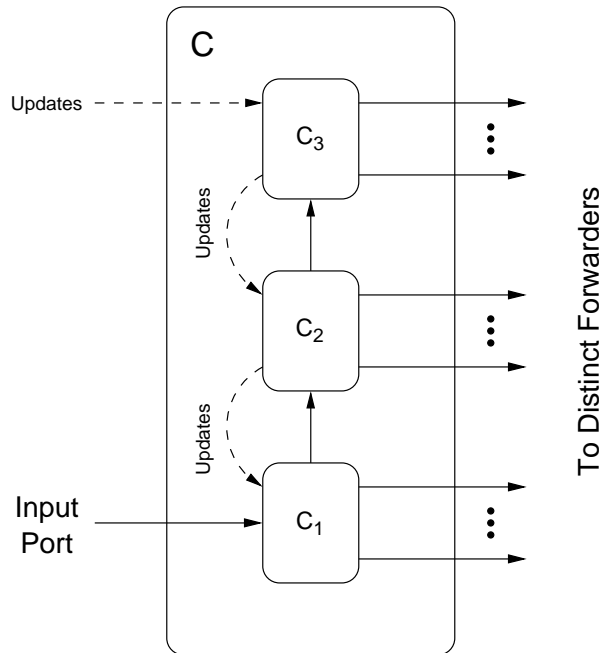 C
Updates
C3
Updates
C2
Updates
C1
Input
Port
To Distinct Forwarders